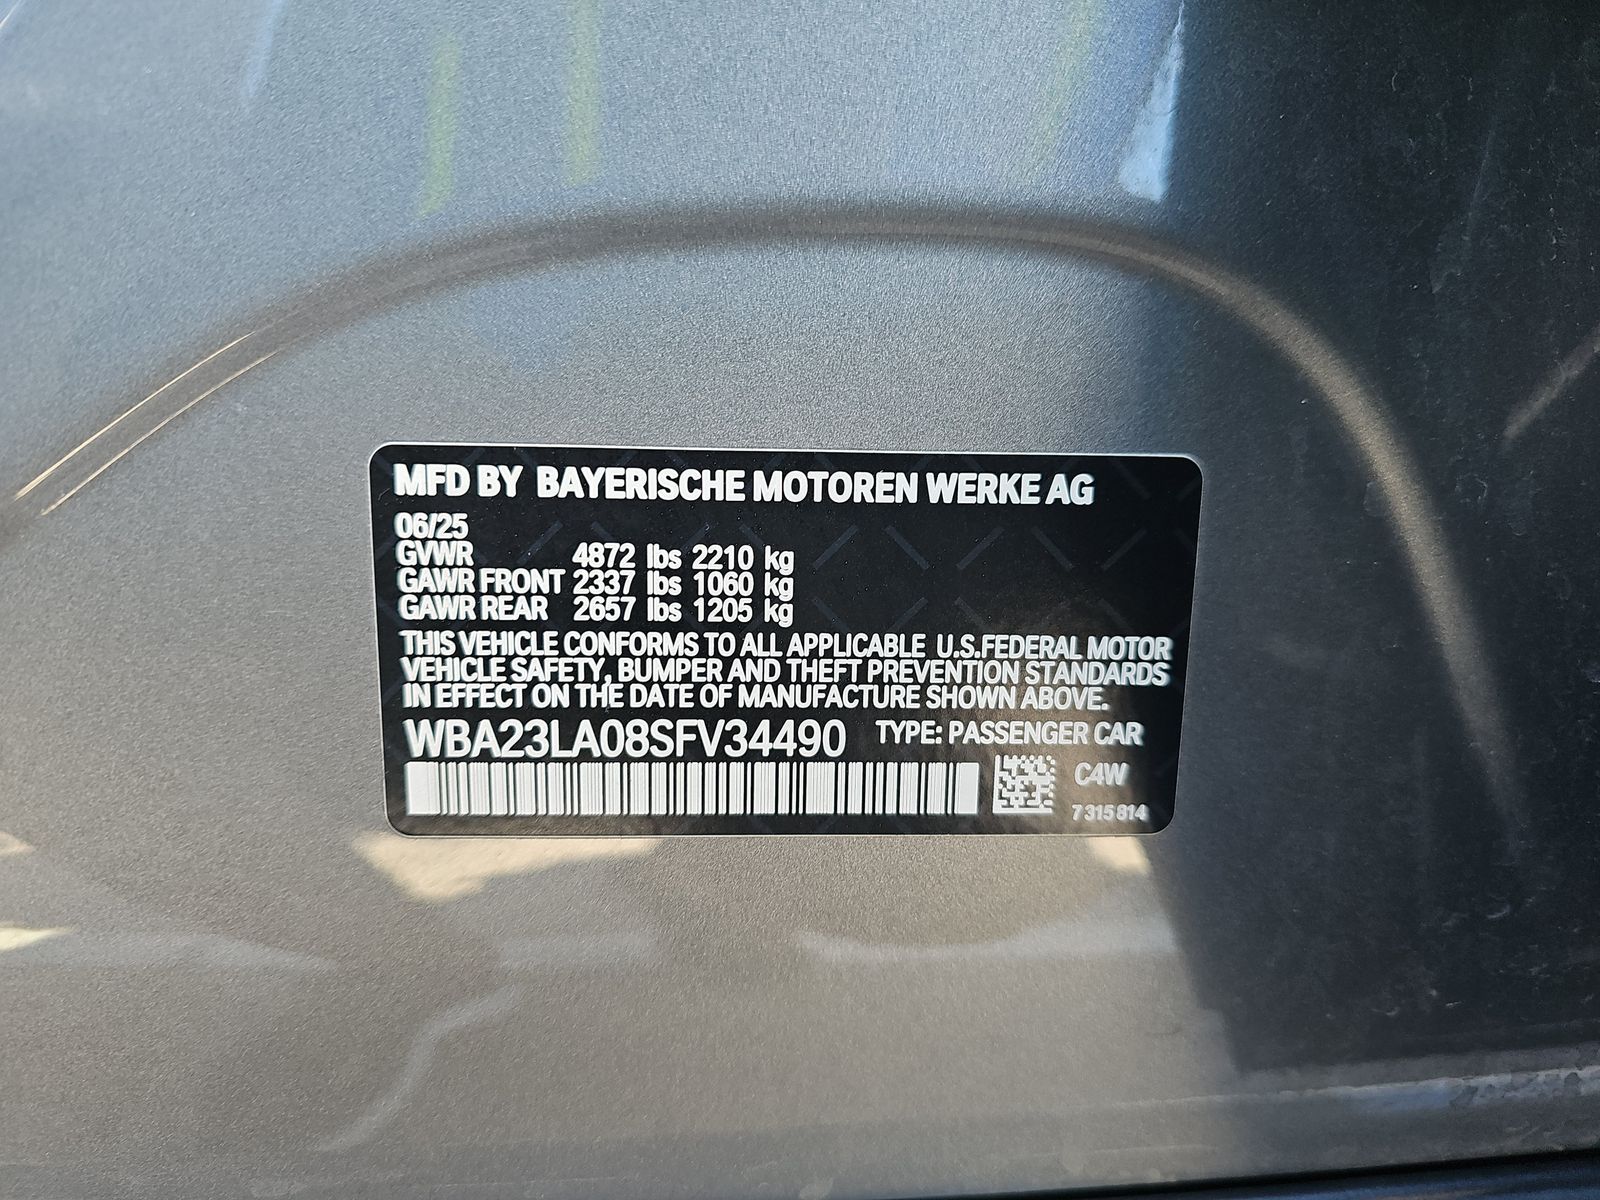 MFD BY BAYERISCHE MOTOREN WERKE AG
06/25
GVWR 4872 lbs 2210 kg
GAWR FRONT 2337 lbs 1060 kg
GAWR REAR 2657 lbs 1205 kg
THIS VEHICLE CONFORMS TO ALL APPLICABLE U.S.FEDERAL MOTOR
VEHICLE SAFETY, BUMPER AND THEFT PREVENTION STANDARDS
IN EFFECT ON THE DATE OF MANUFACTURE SHOWN ABOVE.
WBA23LA08SFV34490 TYPE: PASSENGER CAR
C4W
7 315 814